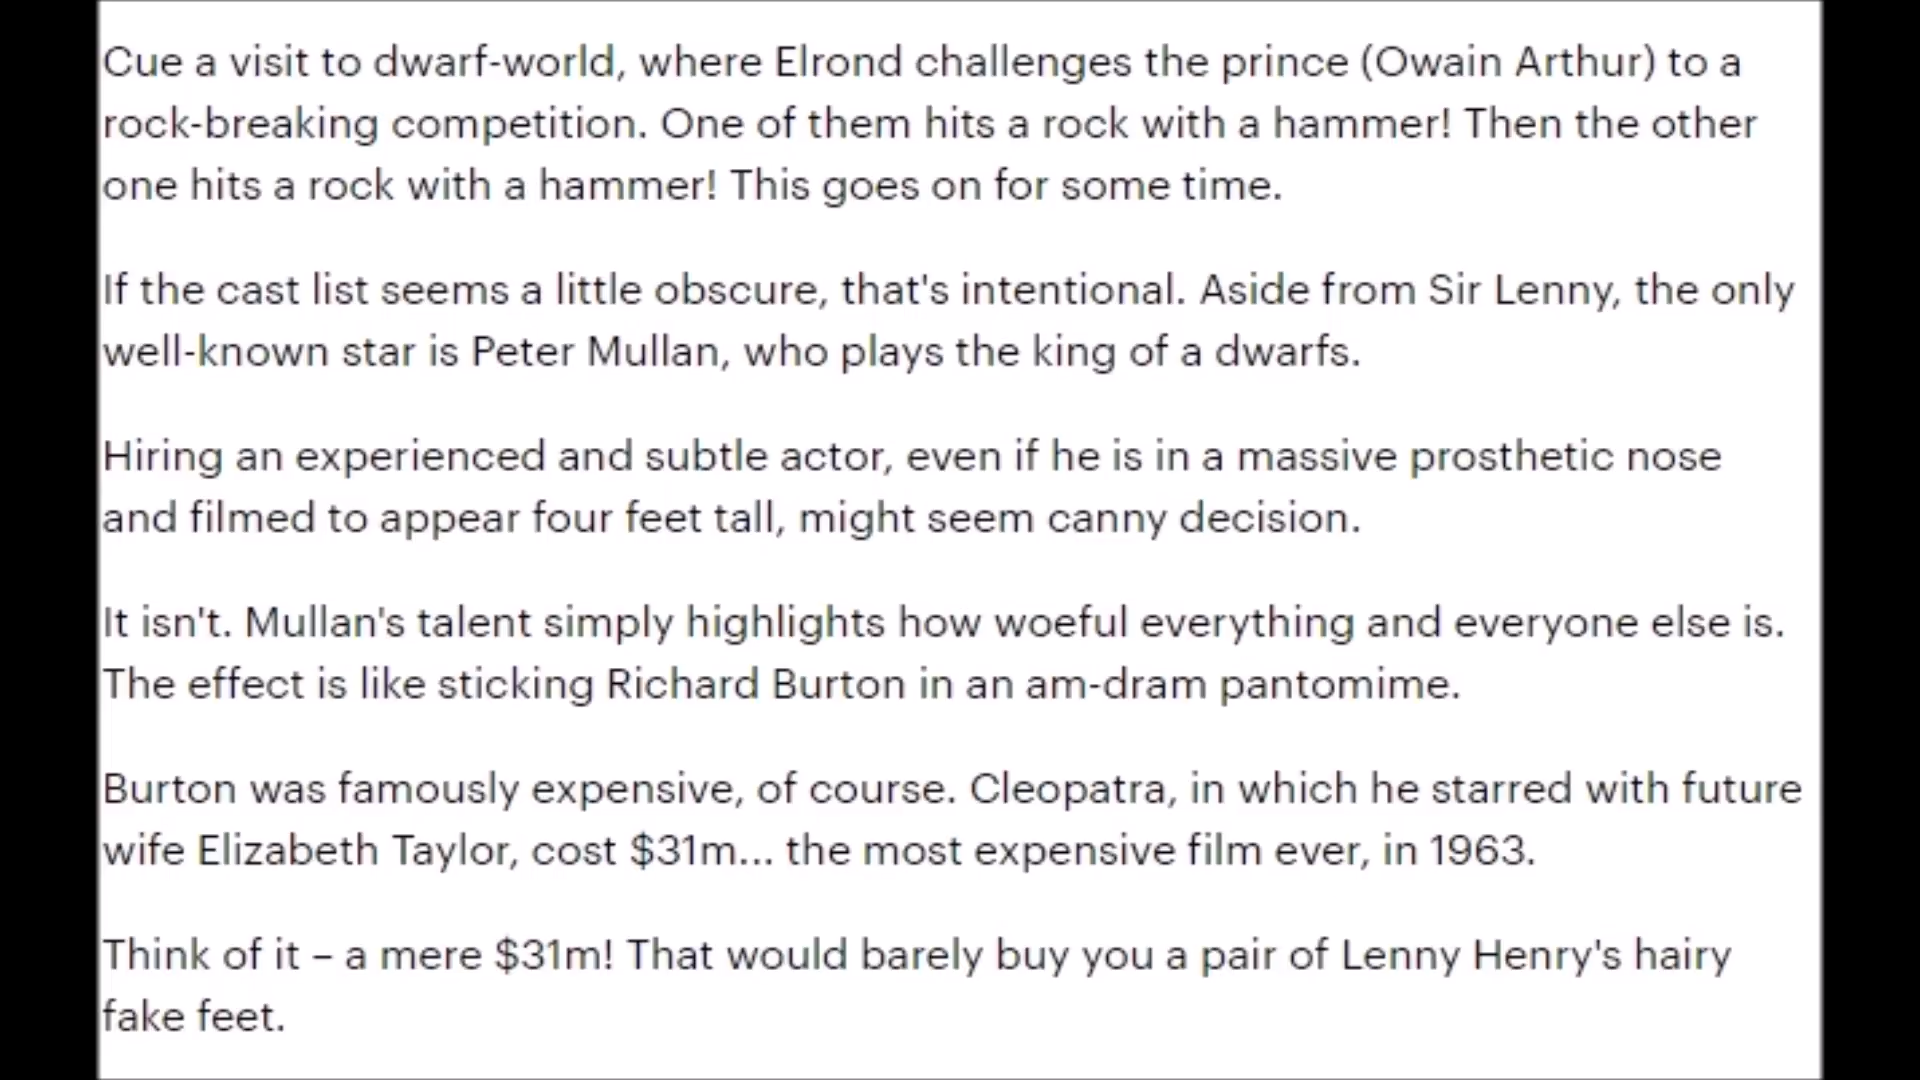 Cue a visit to dwarf-world, where Elrond challenges the prince (Owain Arthur) to a
rock-breaking competition. One of them hits a rock with a hammer! Then the other
one hits a rock with a hammer! This goes on for some time.
If the cast list seems a little obscure, that's intentional. Aside from Sir Lenny, the only
well-known star is Peter Mullan, who plays the king of a dwarfs.
Hiring an experienced and subtle actor, even if he is in a massive prosthetic nose
and filmed to appear four feet tall, might seem canny decision.
It isn't. Mullan's talent simply highlights how woeful everything and everyone else is.
The effect is like sticking Richard Burton in an am-dram pantomime.
Burton was famously expensive, of course. Cleopatra, in which he starred with future
wife Elizabeth Taylor, cost $31m... the most expensive film ever, in 1963.
Think of it – a mere $31m! That would barely buy you a pair of Lenny Henry's hairy
fake feet.